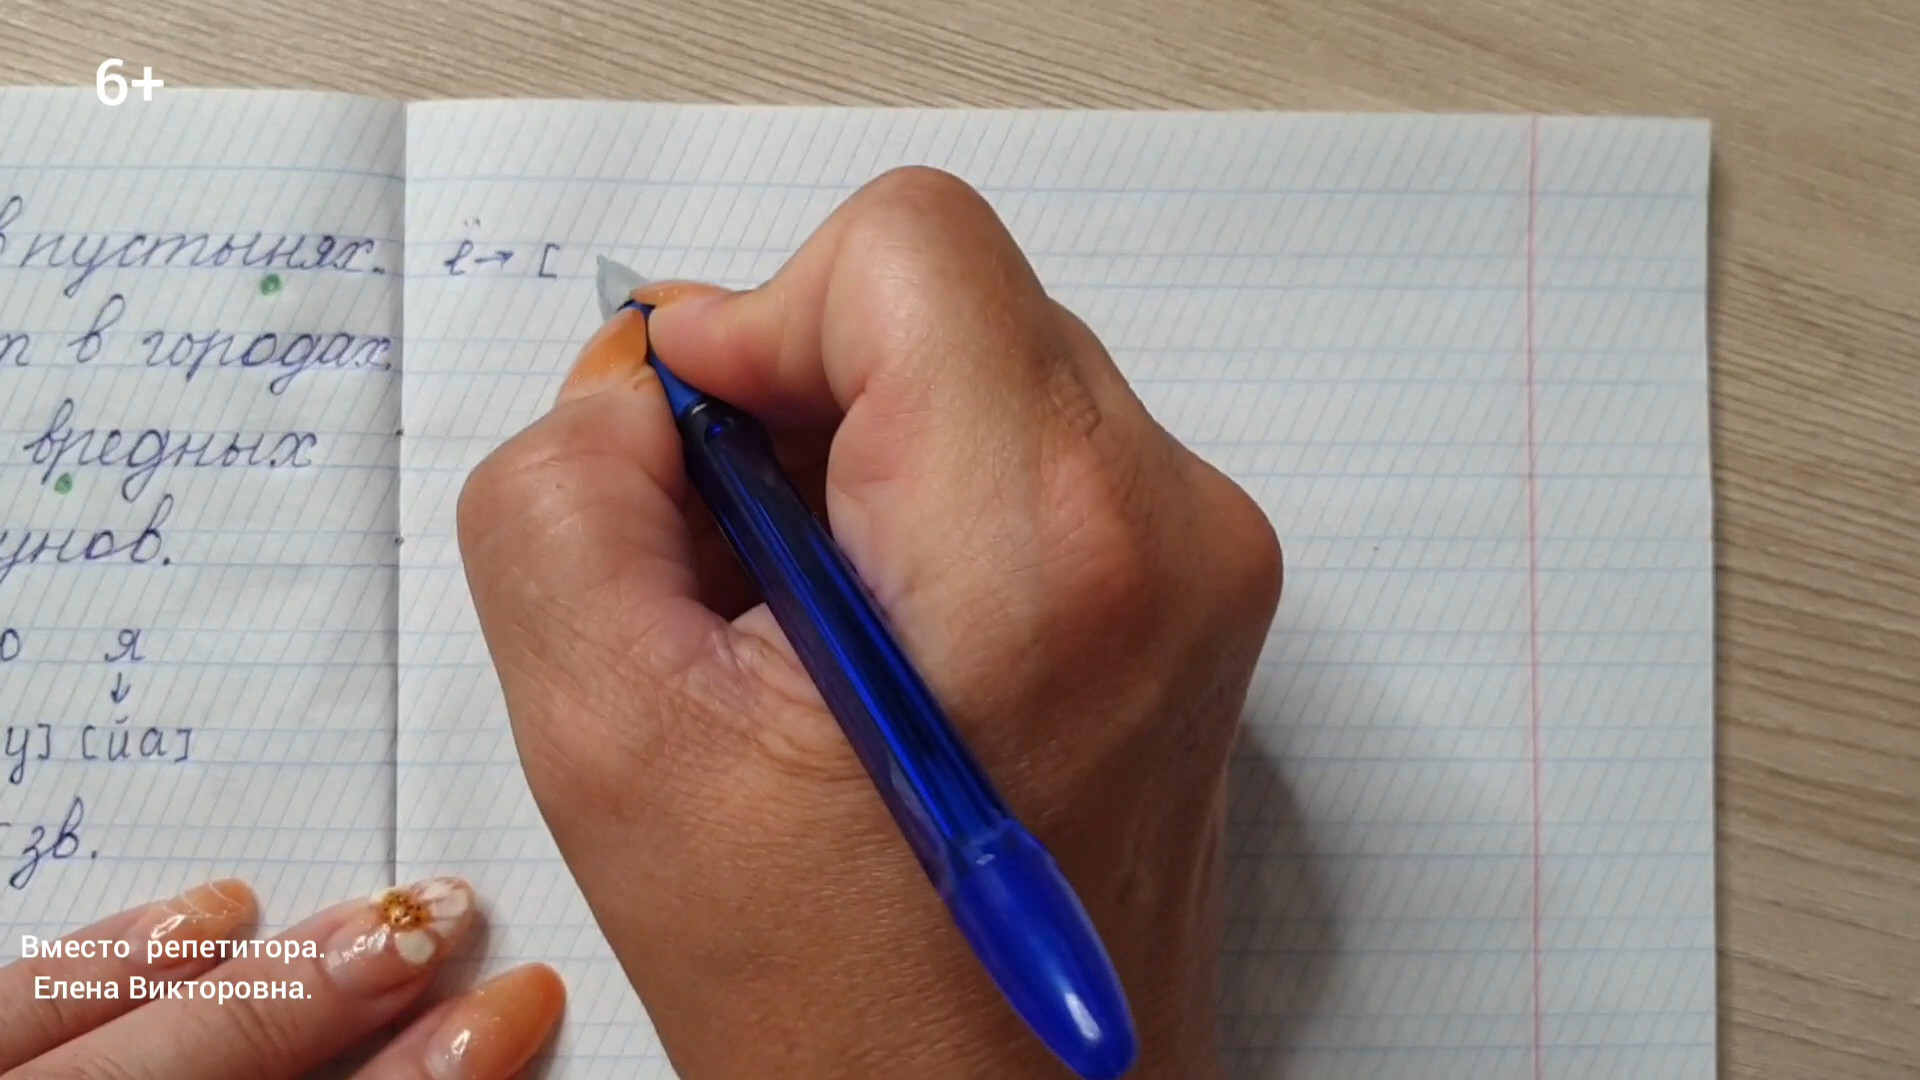 6+
в пустынях.
в городах
вредных
унов.
я
↓
у] [йа]
зв.
ё→ [
Вместо репетитора.
Елена Викторовна.